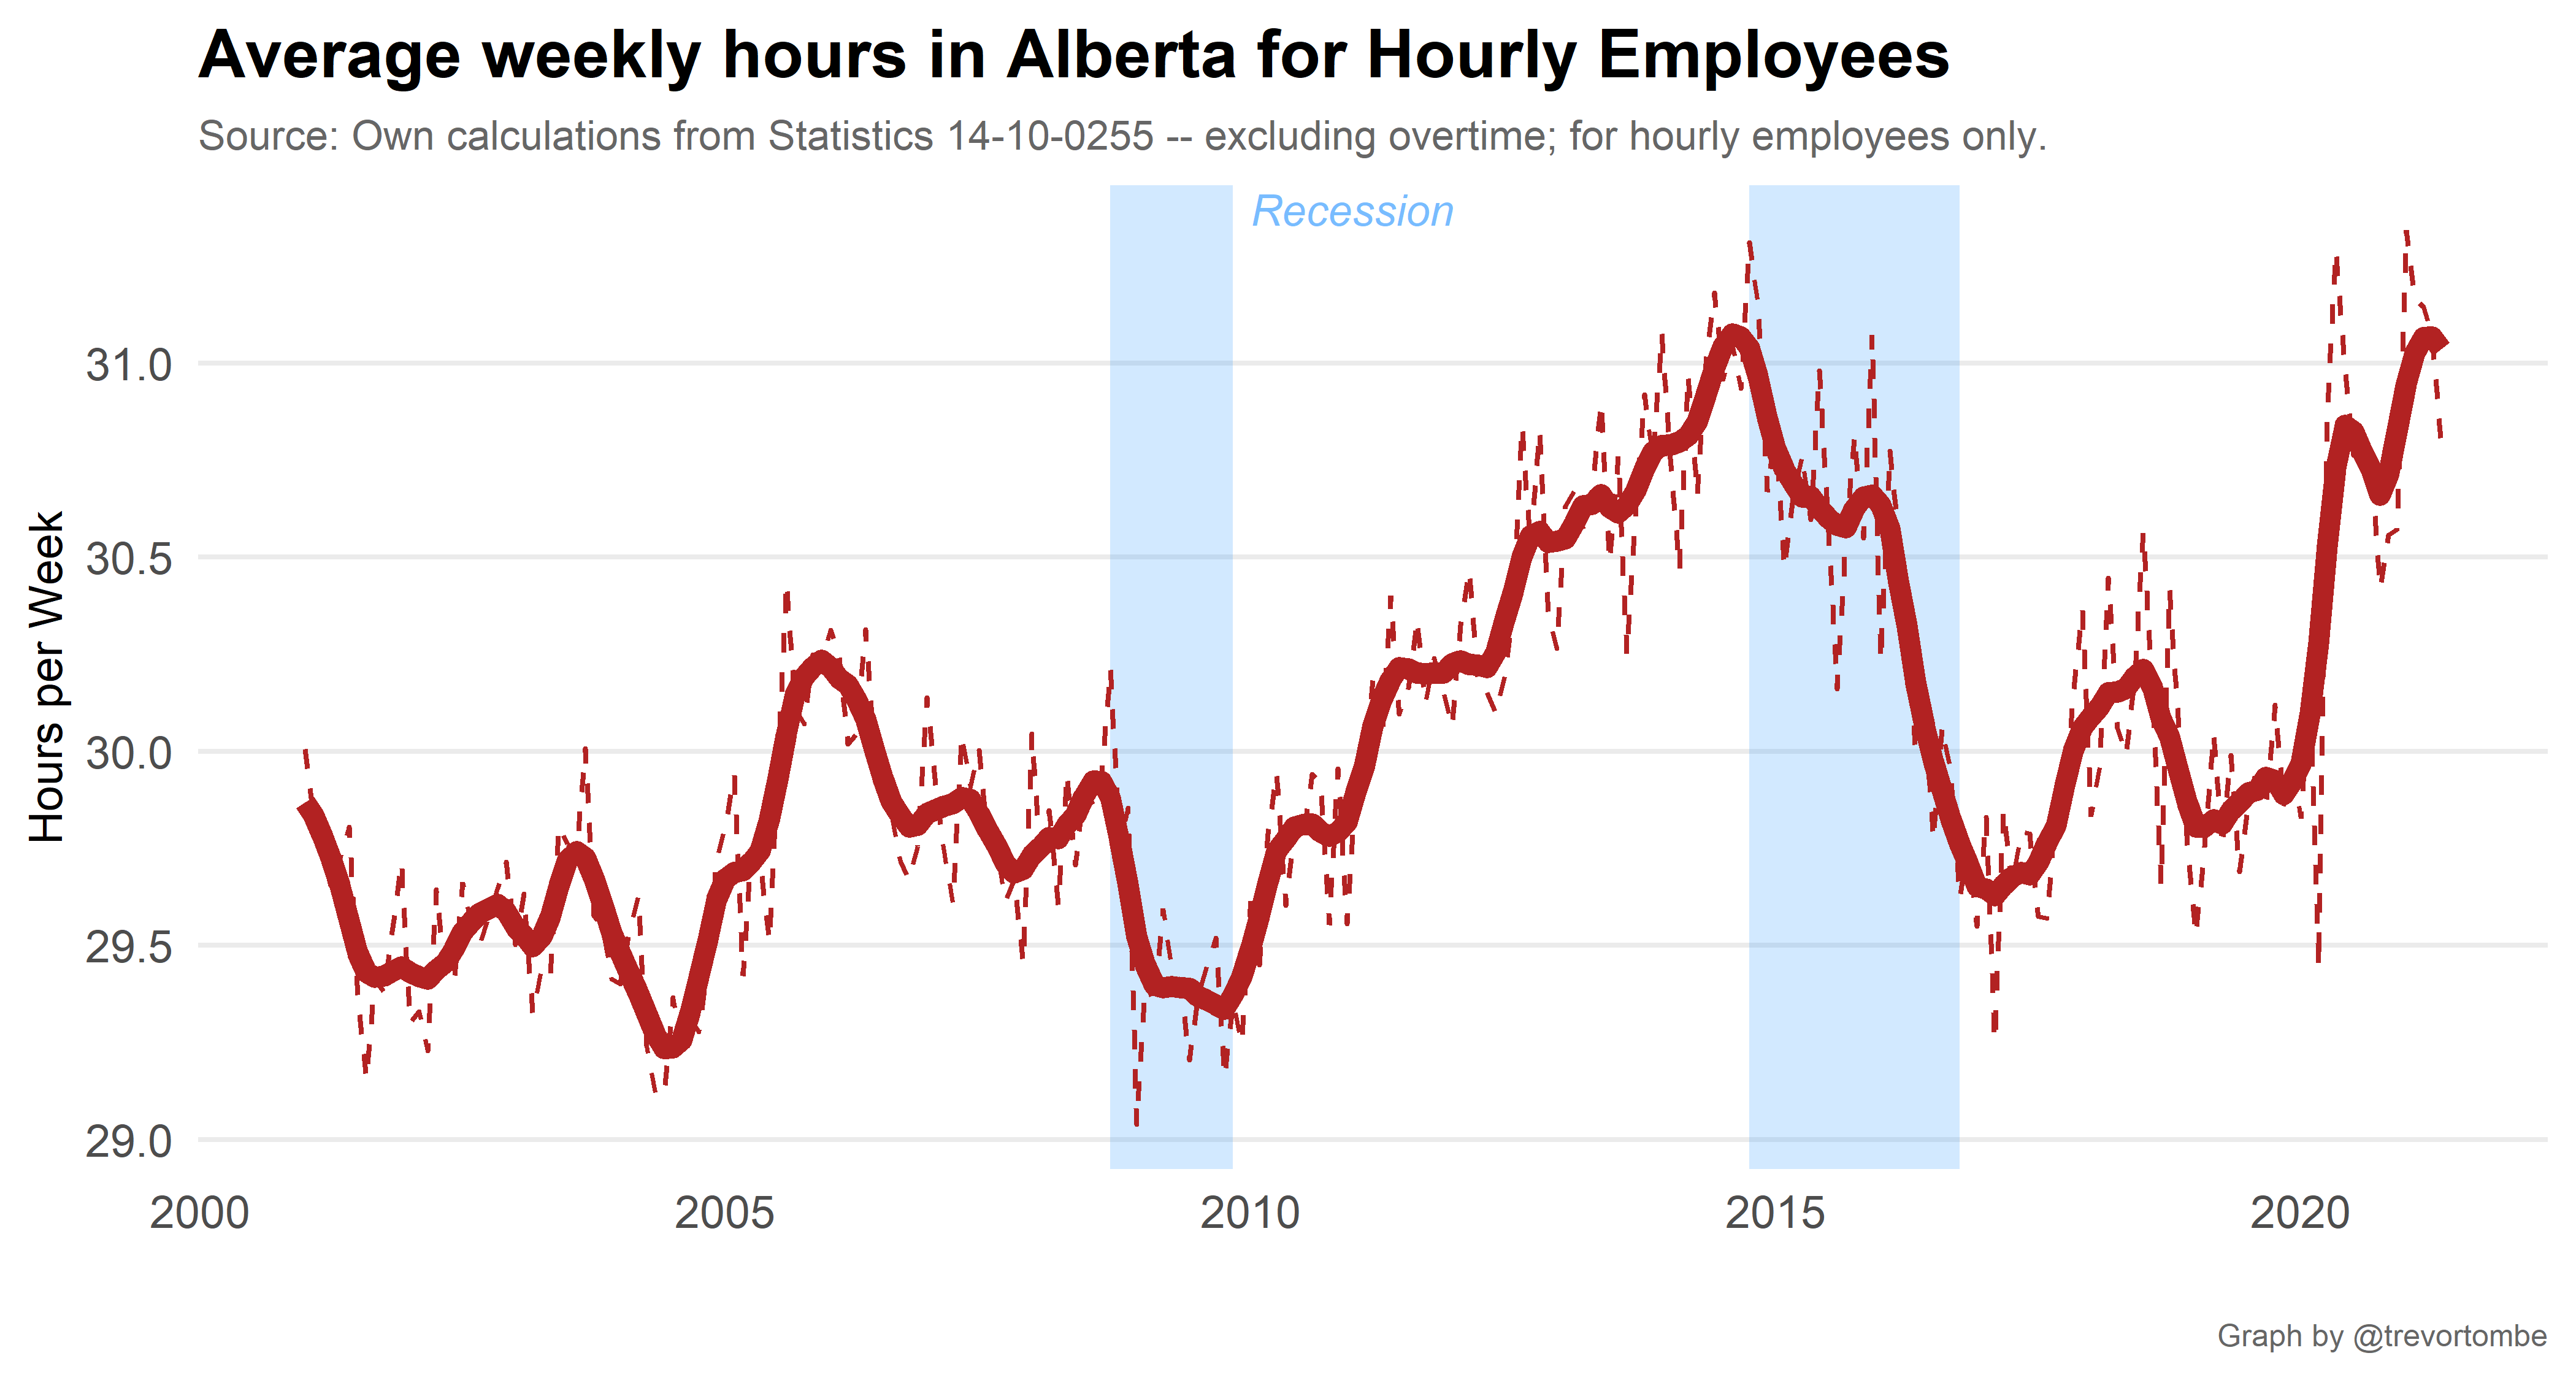 Average weekly hours in Alberta for Hourly Employees
Source: Own calculations from Statistics 14-10-0255 -- excluding overtime; for hourly employees only.
Recession
Hours per Week
31.0
30.5
30.0
29.5
29.0
2000 2005 2010 2015 2020
Graph by @trevortombe